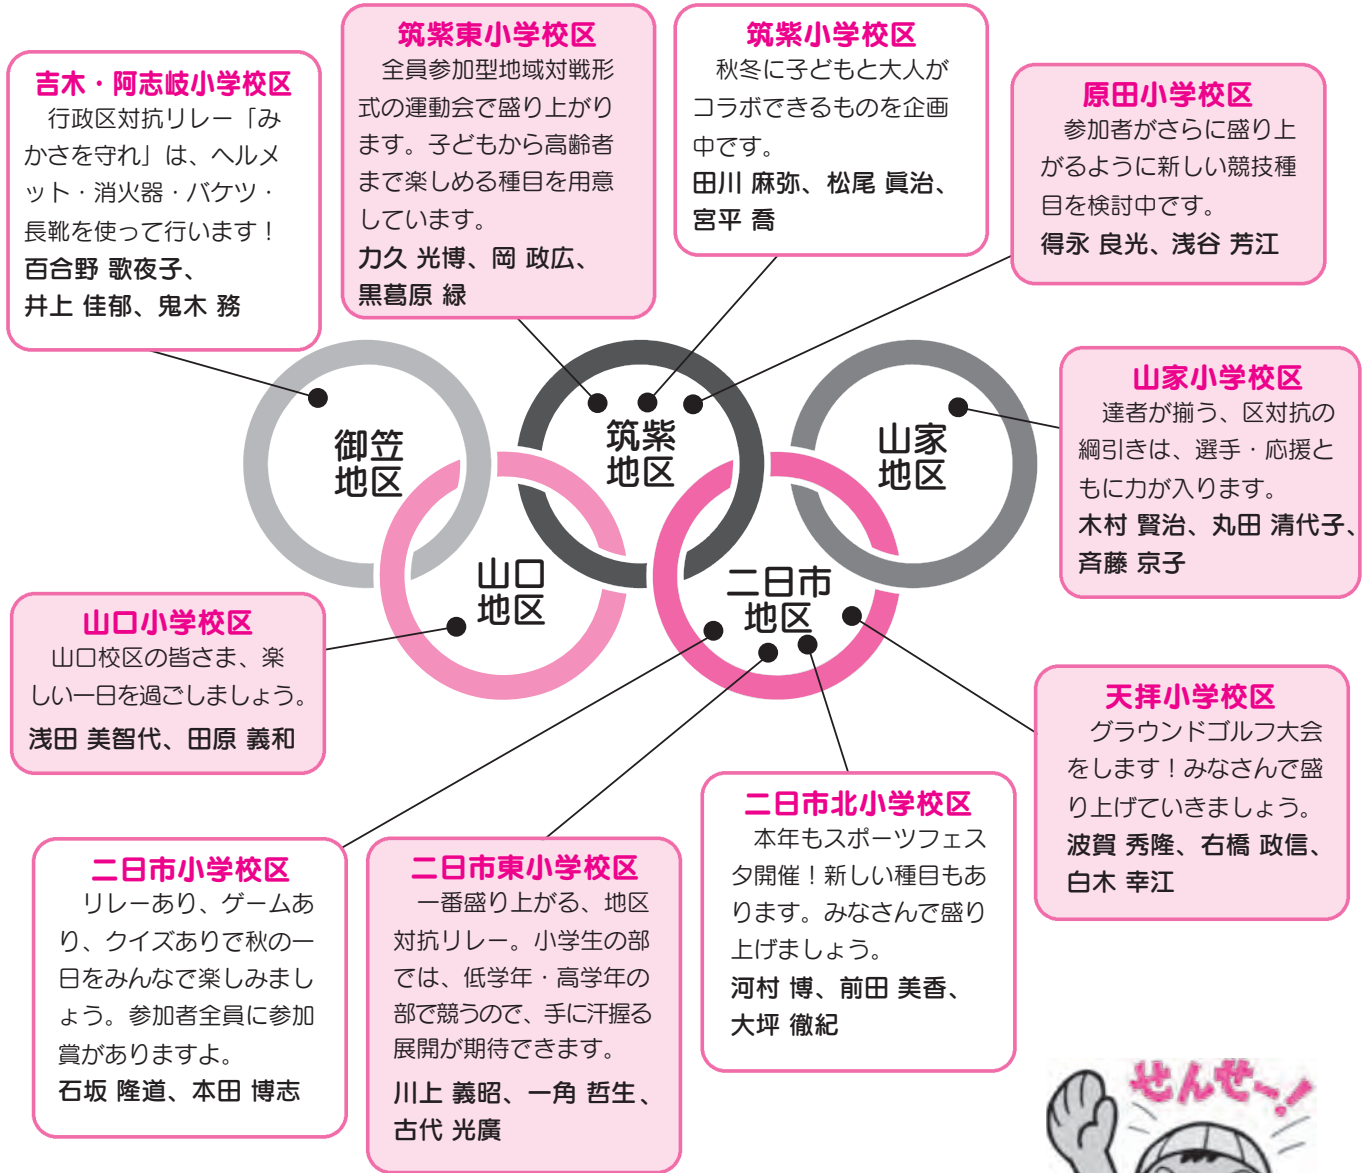 吉木・阿志岐小学校区
行政区対抗リレー「み
かさを守れ」は、ヘルメ
ット・消火器・バケツ・
長靴を使って行います！
百合野 歌夜子、
井上 佳郁、鬼木 務
筑紫東小学校区
全員参加型地域対戦形
式の運動会で盛り上がり
ます。子どもから高齢者
まで楽しめる種目を用意
しています。
力久 光博、岡 政広、
黒葛原 緑
筑紫小学校区
秋冬に子どもと大人が
コラボできるものを企画
中です。
田川 麻弥、松尾 眞治、
宮平 喬
原田小学校区
参加者がさらに盛り上
がるように新しい競技種
目を検討中です。
得永 良光、浅谷 芳江
御笠
地区
筑紫
地区
山家
地区
山口
地区
二日市
地区
山家小学校区
達者が揃う、区対抗の
綱引きは、選手・応援と
もに力が入ります。
木村 賢治、丸田 清代子、
斉藤 京子
山口小学校区
山口校区の皆さま、楽
しい一日を過ごしましょう。
浅田 美智代、田原 義和
天拝小学校区
グラウンドゴルフ大会
をします！みなさんで盛
り上げていきましょう。
波賀 秀隆、右橋 政信、
白木 幸江
二日市小学校区
リレーあり、ゲームあ
り、クイズありで秋の一
日をみんなで楽しみまし
ょう。参加者全員に参加
賞がありますよ。
石坂 隆道、本田 博志
二日市東小学校区
一番盛り上がる、地区
対抗リレー。小学生の部
では、低学年・高学年の
部で競うので、手に汗握る
展開が期待できます。
川上 義昭、一角 哲生、
古代 光廣
二日市北小学校区
本年もスポーツフェス
タ開催！新しい種目もあ
ります。みなさんで盛り
上げましょう。
河村 博、前田 美香、
大坪 徹紀
せんせ〜！